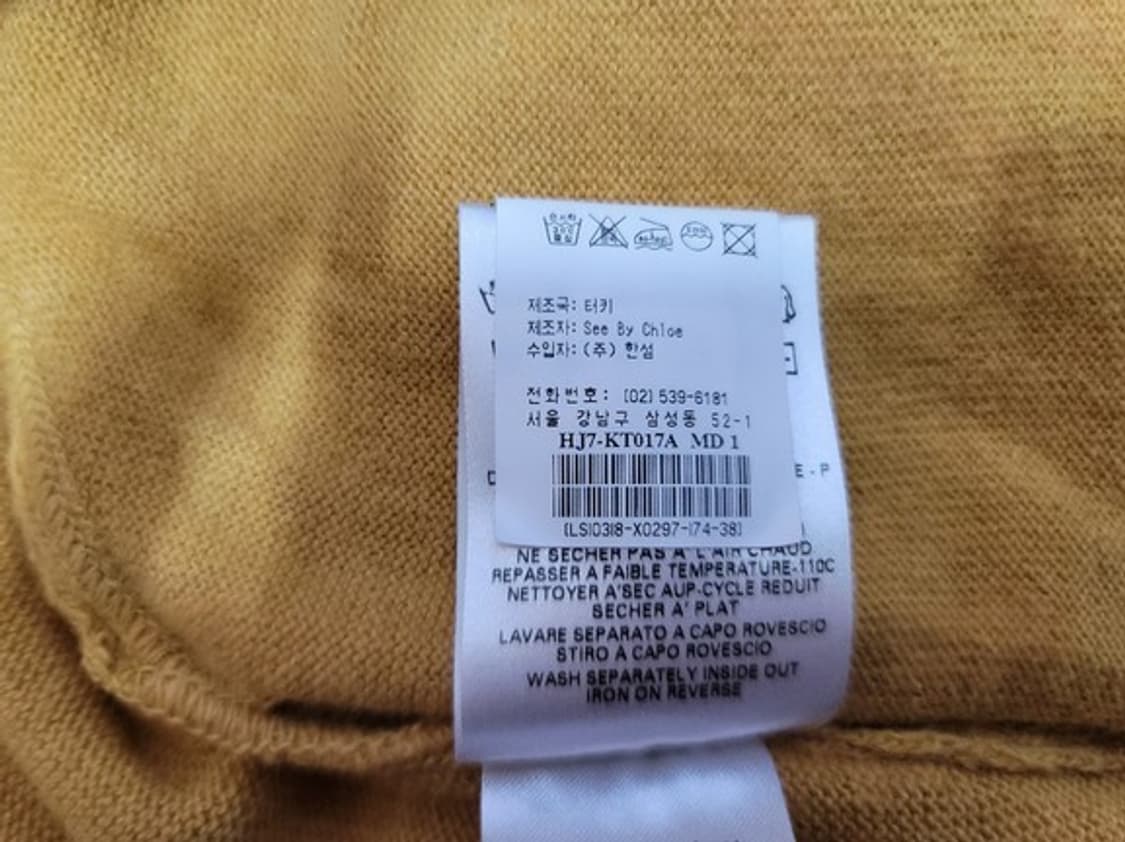 제조국: 터키
제조자: See By Chloe
수입자: (주) 한섬
전화번호: (02) 539-6181
서울 강남구 삼성동 52-1
HJ7-KT017A MD 1
E - P
(LSI03I8-X0297-I74-38)
NE SECHER PAS A' L'AIR CHAUD
REPASSER A FAIBLE TEMPERATURE-110C
NETTOYER A'SEC AUP-CYCLE REDUIT
SECHER A' PLAT
LAVARE SEPARATO A CAPO ROVESCIO
STIRO A CAPO ROVESCIO
WASH SEPARATELY INSIDE OUT
IRON ON REVERSE